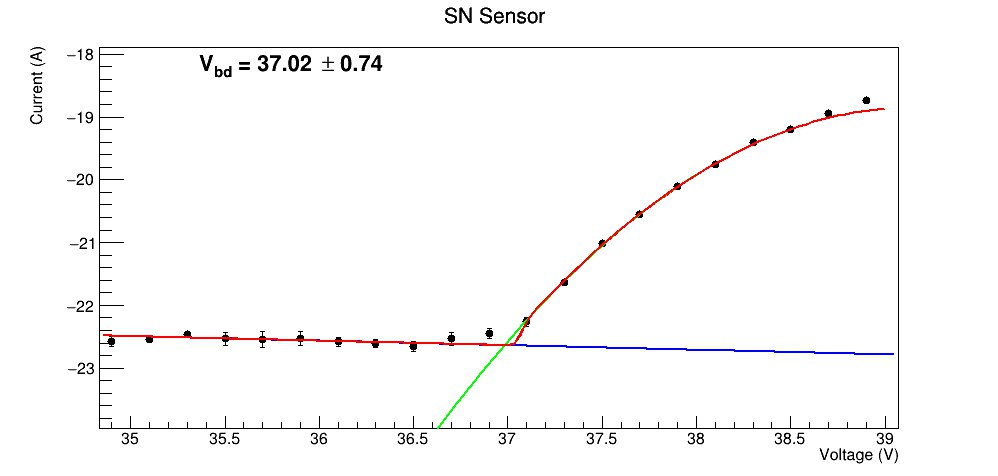 SN Sensor
Current (A)
V_bd = 37.02 ± 0.74
−18
−19
−20
−21
−22
−23
35 35.5 36 36.5 37 37.5 38 38.5 39
Voltage (V)